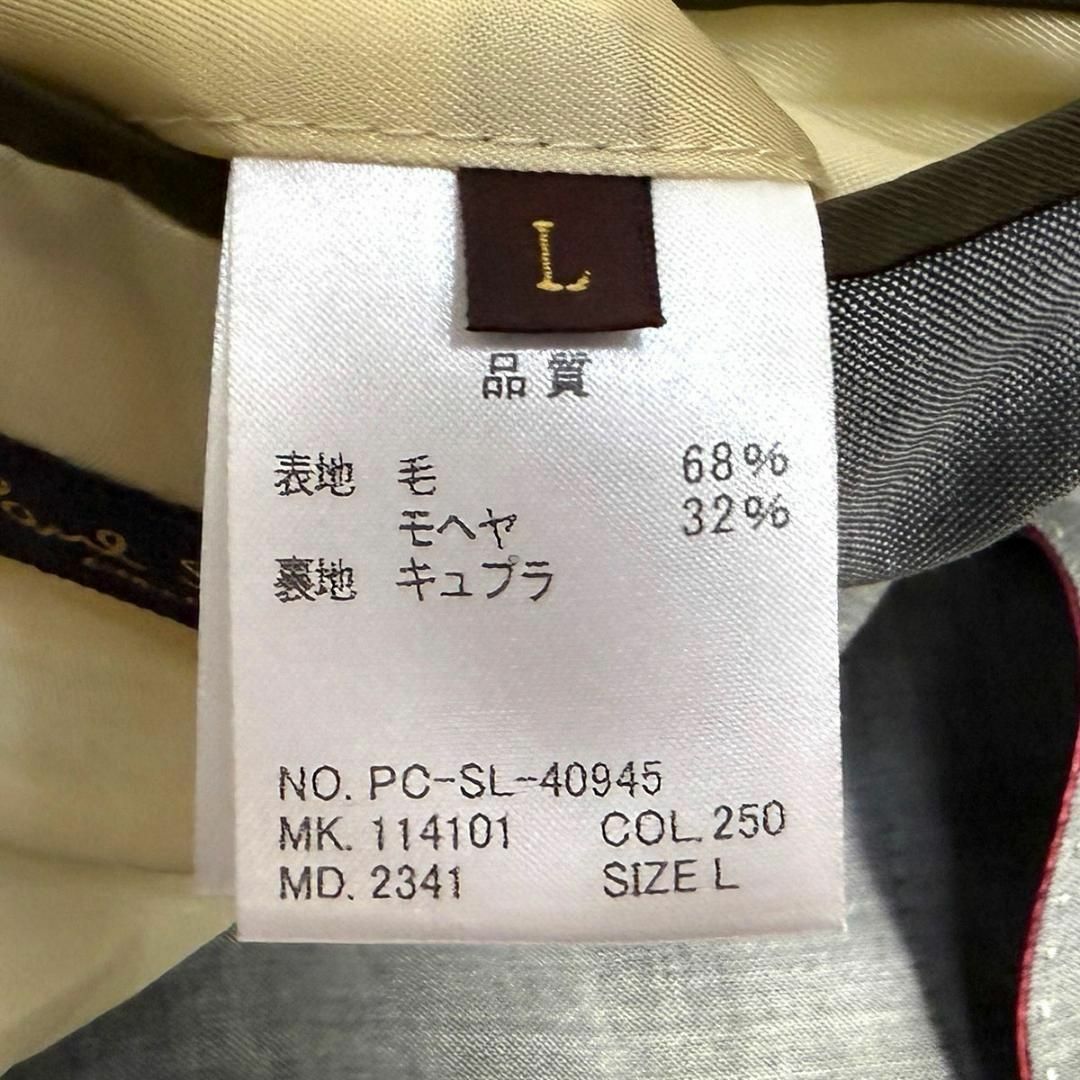 L
品質
表地 毛 68%
モヘヤ 32%
裏地 キュプラ
NO. PC-SL-40945
MK. 114101 COL. 250
MD. 2341 SIZE L
Paul S